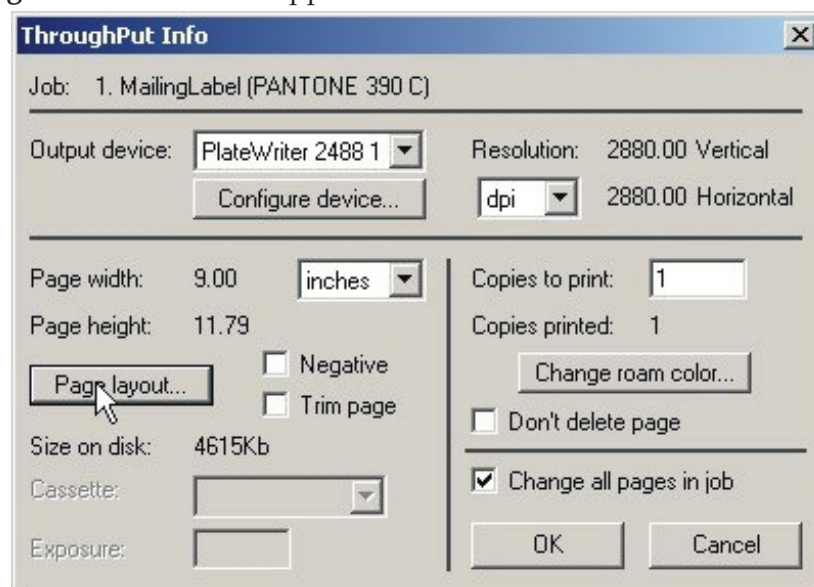 ThroughPut Info
Job: 1. MailingLabel (PANTONE 390 C)
Output device: PlateWriter 2488 1
Configure device...
Resolution: 2880.00 Vertical
dpi 2880.00 Horizontal
Page width: 9.00 inches
Page height: 11.79
Page layout...
Negative
Trim page
Size on disk: 4615Kb
Cassette:
Exposure:
Copies to print: 1
Copies printed: 1
Change roam color...
Don't delete page
Change all pages in job
OK Cancel